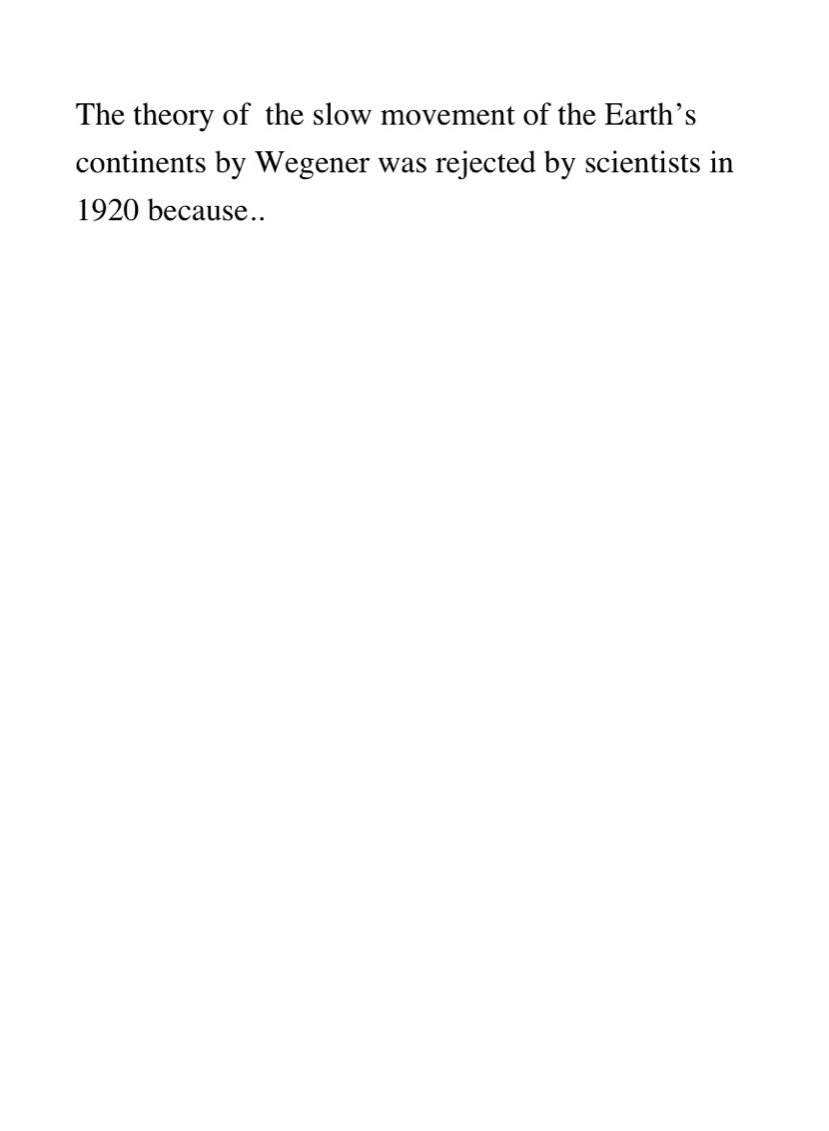 The theory of  the slow movement of the Earth’s
continents by Wegener was rejected by scientists in
1920 because..